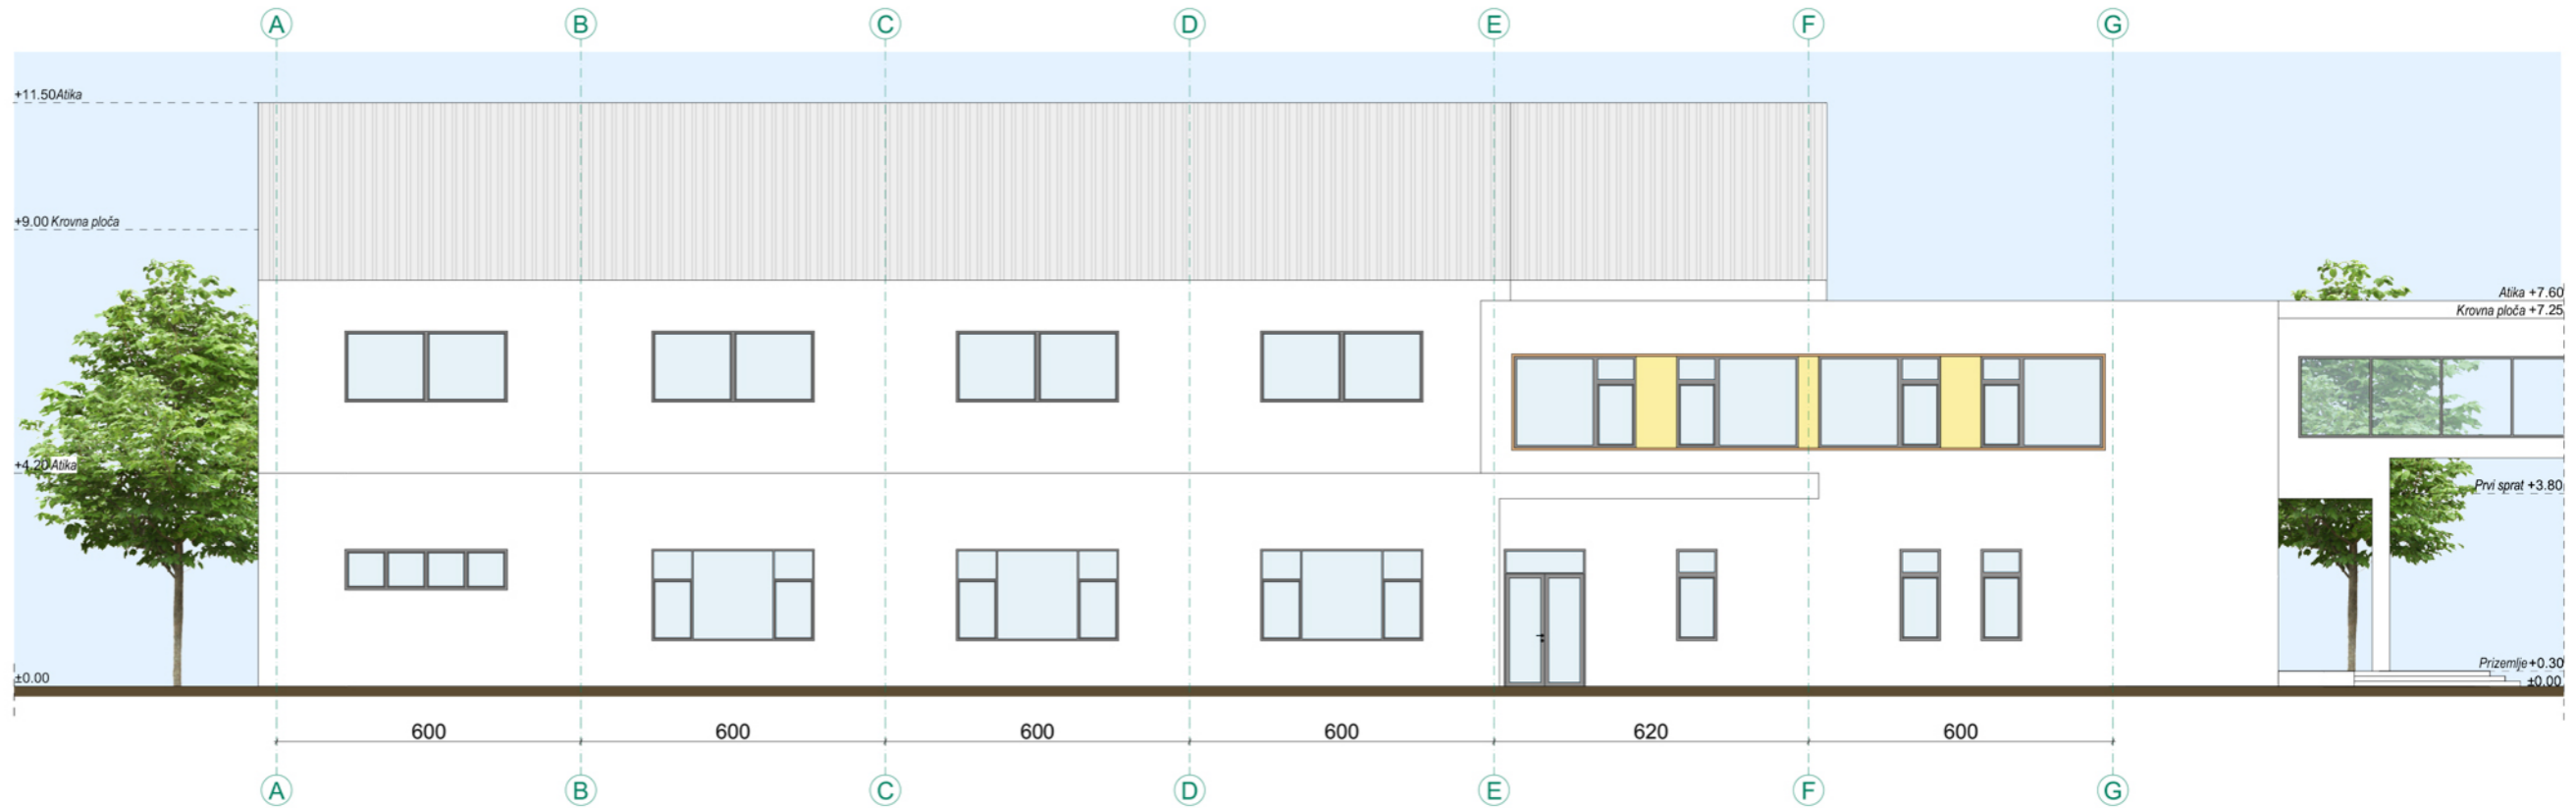 A B C D E F G
+11.50 Atika
+9.00 Krovna ploča
Atika +7.60
Krovna ploča +7.25
+4.20 Atika
Prvi sprat +3.80
Prizemlje +0.30
±0.00
±0.00
600 600 600 600 620 600
A B C D E F G